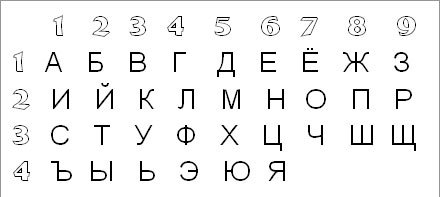 1 2 3 4 5 6 7 8 9
1 А Б В Г Д Е Ё Ж З
2 И Й К Л М Н О П Р
3 С Т У Ф Х Ц Ч Ш Щ
4 Ъ Ы Ь Э Ю Я